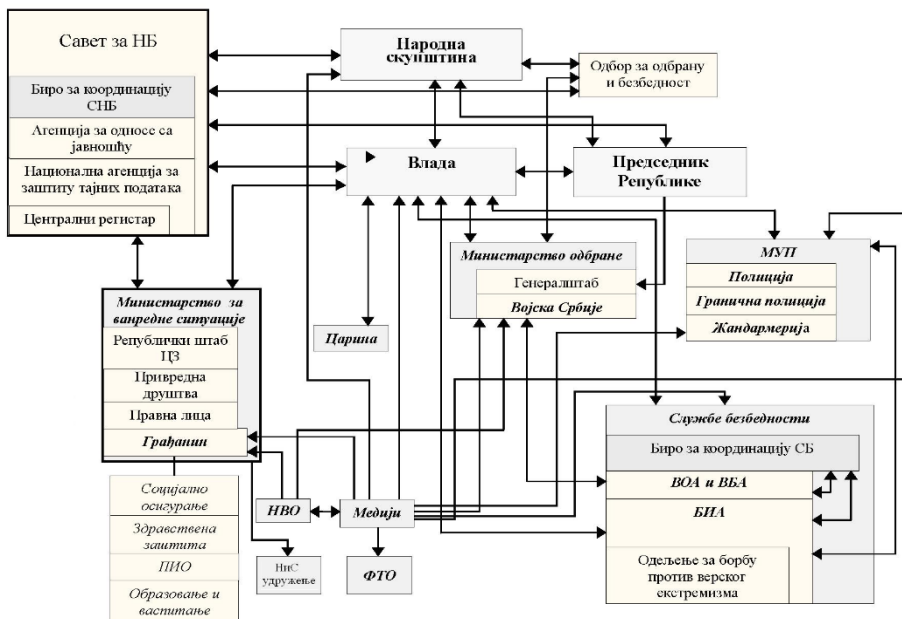 Савет за НБ
Биро за координацију
СНБ
Агенција за односе са
јавношћу
Национална агенција за
заштиту тајних података
Централни регистар
Народна
скупштина
Одбор за одбрану
и безбедност
Влада
Председник
Републике
Министарство одбране
Генералштаб
Војска Србије
МУП
Полиција
Гранична полиција
Жандармерија
Министарство за
ванредне ситуације
Републички штаб
ЦЗ
Привредна
друштва
Правна лица
Грађанин
Царина
Службе безбедности
Биро за координацију СБ
ВОА и ВБА
БИА
Одељење за борбу
против верског
екстремизма
Социјално
осигурање
Здравствена
заштита
ПИО
Образовање и
васпитање
НВО
Медији
НиС
удружење
ФТО